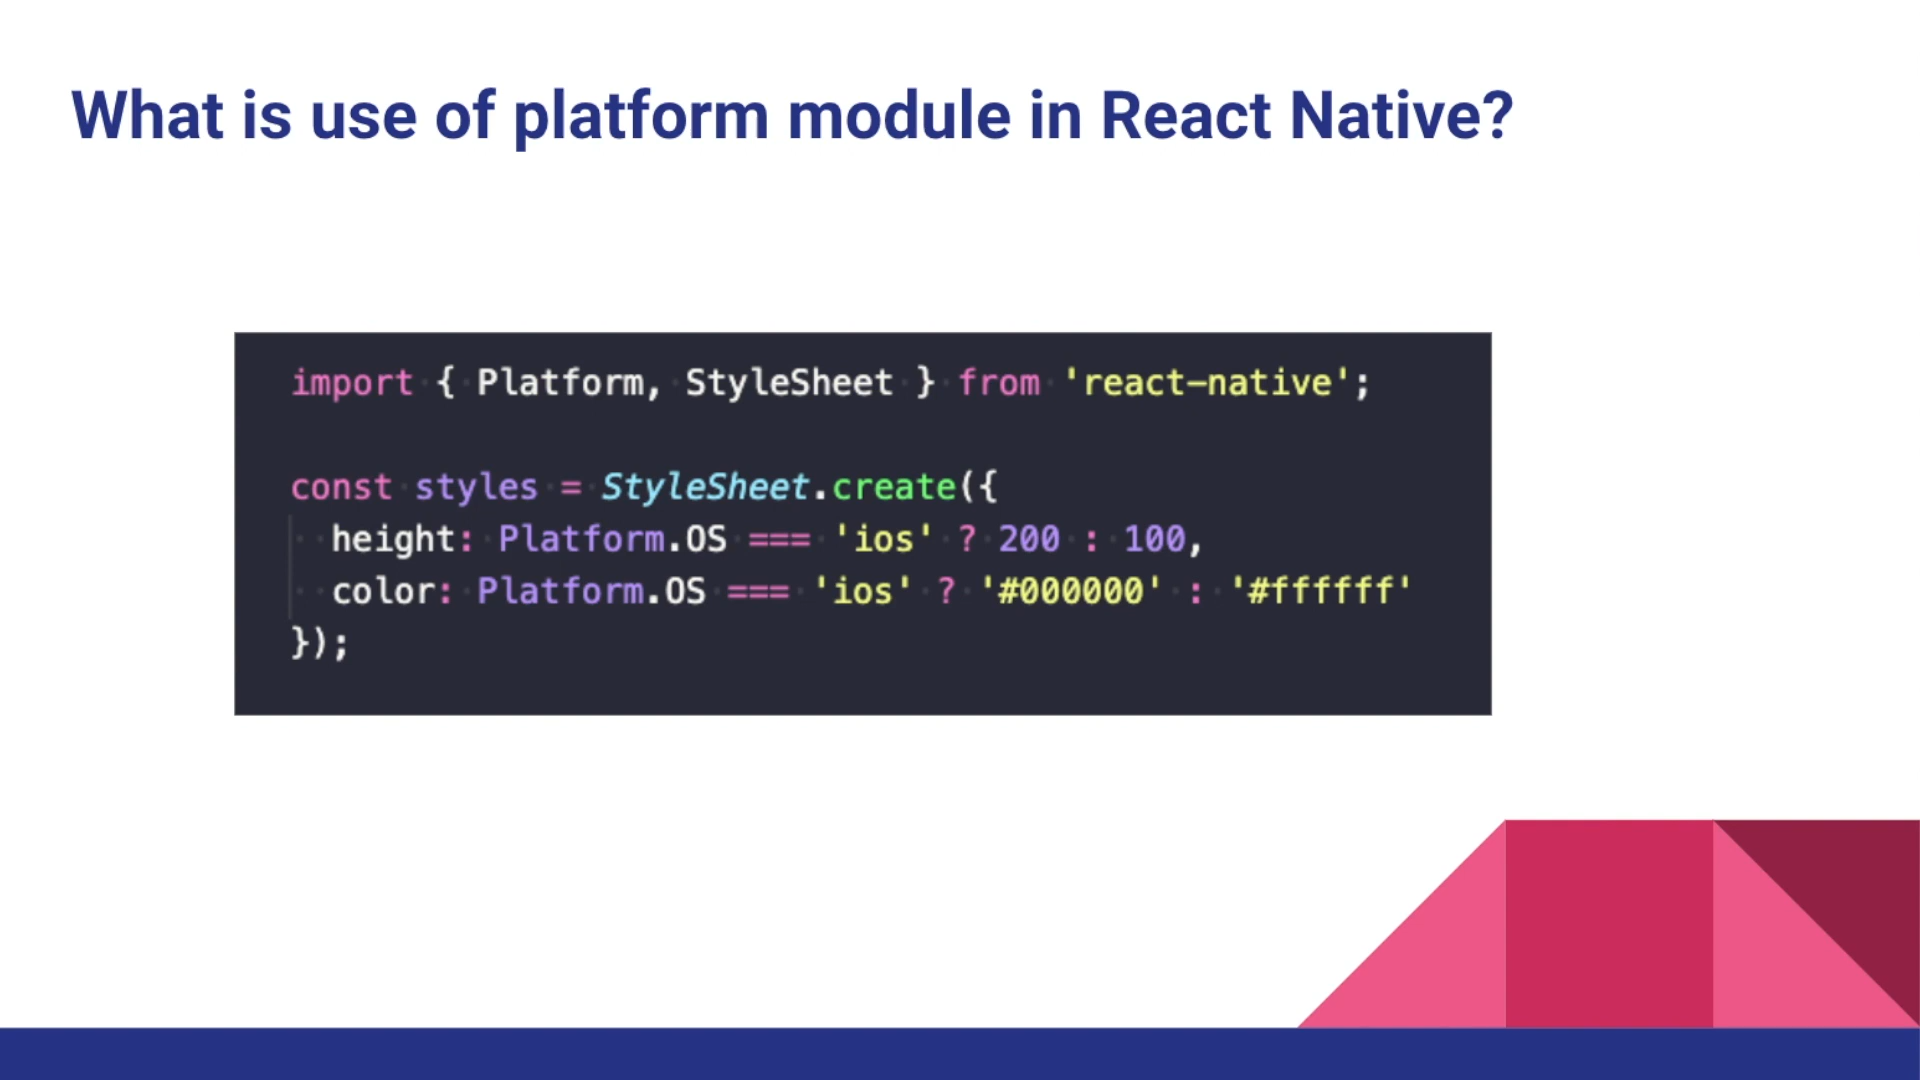 What is use of platform module in React Native?
import { Platform, StyleSheet } from 'react-native';
const styles = StyleSheet.create({
height: Platform.OS === 'ios' ? 200 : 100,
color: Platform.OS === 'ios' ? '#000000' : '#ffffff'
});